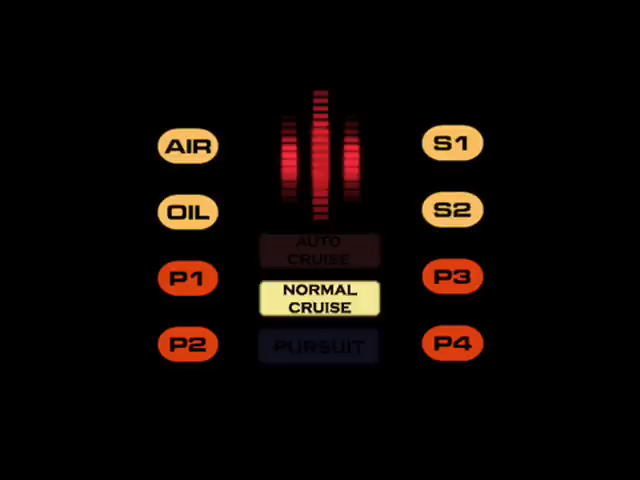 AIR
OIL
P1
P2
AUTO
CRUISE
NORMAL
CRUISE
PURSUIT
S1
S2
P3
P4